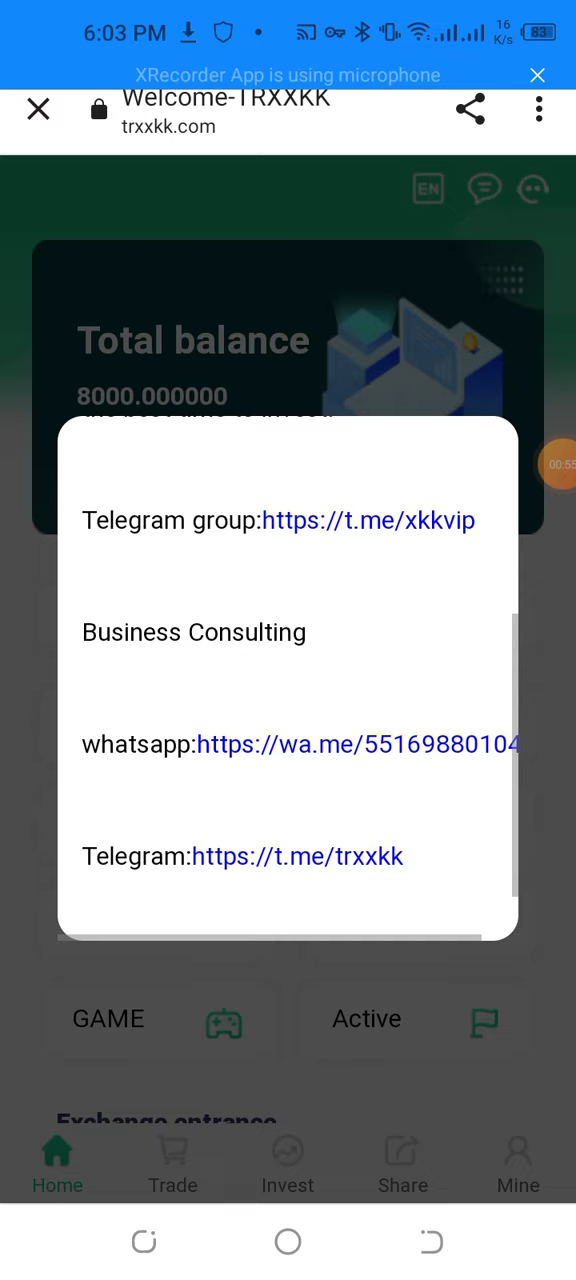 6:03 PM
16
K/s
83
XRecorder App is using microphone
Welcome-TRXXKK
trxxkk.com
EN
Total balance
8000.000000
00:55
Telegram group:https://t.me/xkkvip
Business Consulting
whatsapp:https://wa.me/55169880104
Telegram:https://t.me/trxxkk
GAME
Active
Exchange entrance
Home
Trade
Invest
Share
Mine